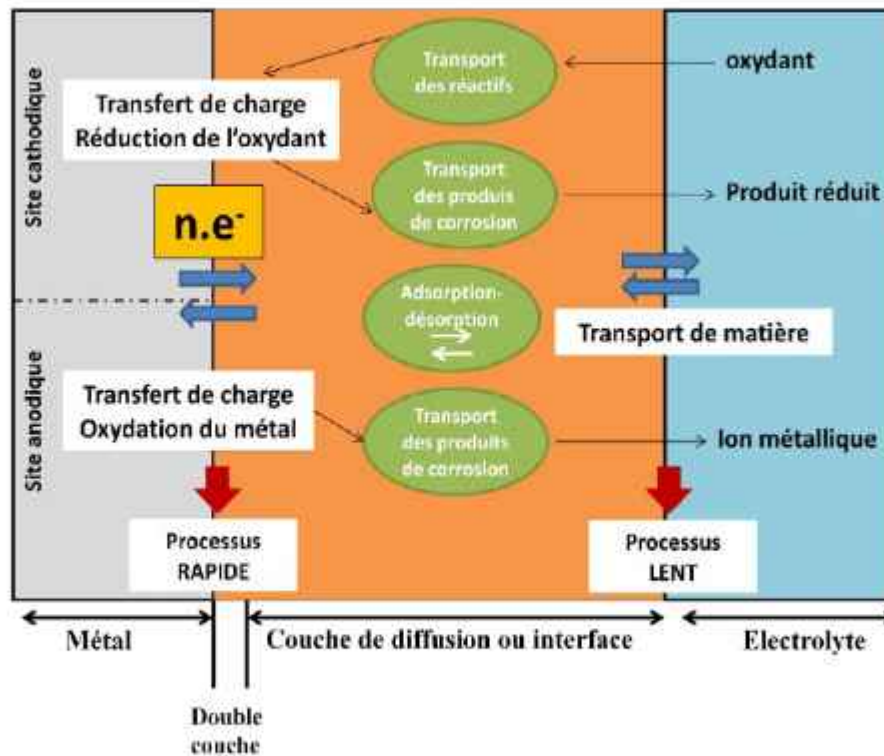 Site cathodique
Site anodique
Transport
des réactifs
oxydant
Transfert de charge
Réduction de l'oxydant
Transport
des produis
de corrosion
Produit réduit
n.e-
Adsorption-
désorption
Transport de matière
Transfert de charge
Oxydation du métal
Transport
des produits
de corrosion
Ion métallique
Processus
RAPIDE
Processus
LENT
Métal
Couche de diffusion ou interface
Electrolyte
Double
couche